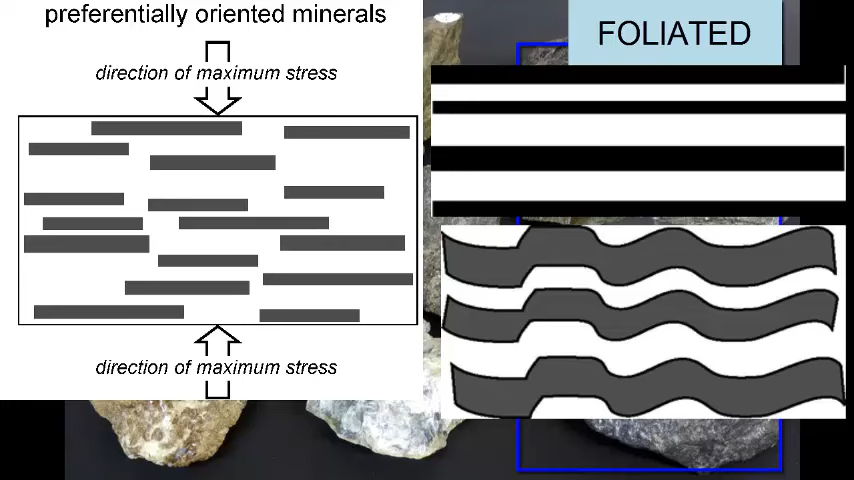 preferentially oriented minerals
direction of maximum stress
direction of maximum stress
FOLIATED